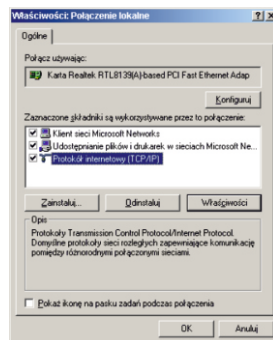 Właściwości: Połączenie lokalne
Ogólne
Połącz używając:
Karta Realtek RTL8139(A)-based PCI Fast Ethernet Adap
Konfiguruj
Zaznaczone składniki są wykorzystywane przez to połączenie:
Klient sieci Microsoft Networks
Udostępnianie plików i drukarek w sieciach Microsoft Ne...
Protokół internetowy (TCP/IP)
Zainstaluj... Odinstaluj Właściwości
Opis
Protokoły Transmission Control Protocol/Internet Protocol.
Domyślne protokoły sieci rozległych zapewniające komunikację
pomiędzy różnorodnymi połączonymi sieciami.
Pokaż ikonę na pasku zadań podczas połączenia
OK Anuluj